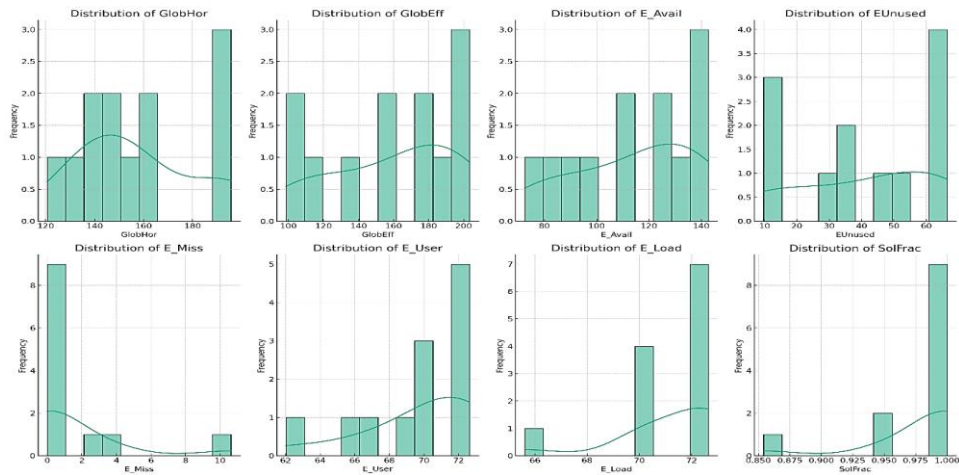 Distribution of GlobHor
Frequency
3.0
2.5
2.0
1.5
1.0
0.5
0.0
120 140 160 180
GlobHor
Distribution of GlobEff
Frequency
3.0
2.5
2.0
1.5
1.0
0.5
0.0
100 120 140 160 180 200
GlobEff
Distribution of E_Avail
Frequency
3.0
2.5
2.0
1.5
1.0
0.5
0.0
80 100 120 140
E_Avail
Distribution of EUnused
Frequency
4.0
3.5
3.0
2.5
2.0
1.5
1.0
0.5
0.0
10 20 30 40 50 60
EUnused
Distribution of E_Miss
Frequency
8
6
4
2
0
0 2 4 6 8 10
E_Miss
Distribution of E_User
Frequency
5
4
3
2
1
0
62 64 66 68 70 72
E_User
Distribution of E_Load
Frequency
7
6
5
4
3
2
1
0
66 68 70 72
E_Load
Distribution of SolFrac
Frequency
8
6
4
2
0
0.850 0.875 0.900 0.925 0.950 0.975 1.000
SolFrac